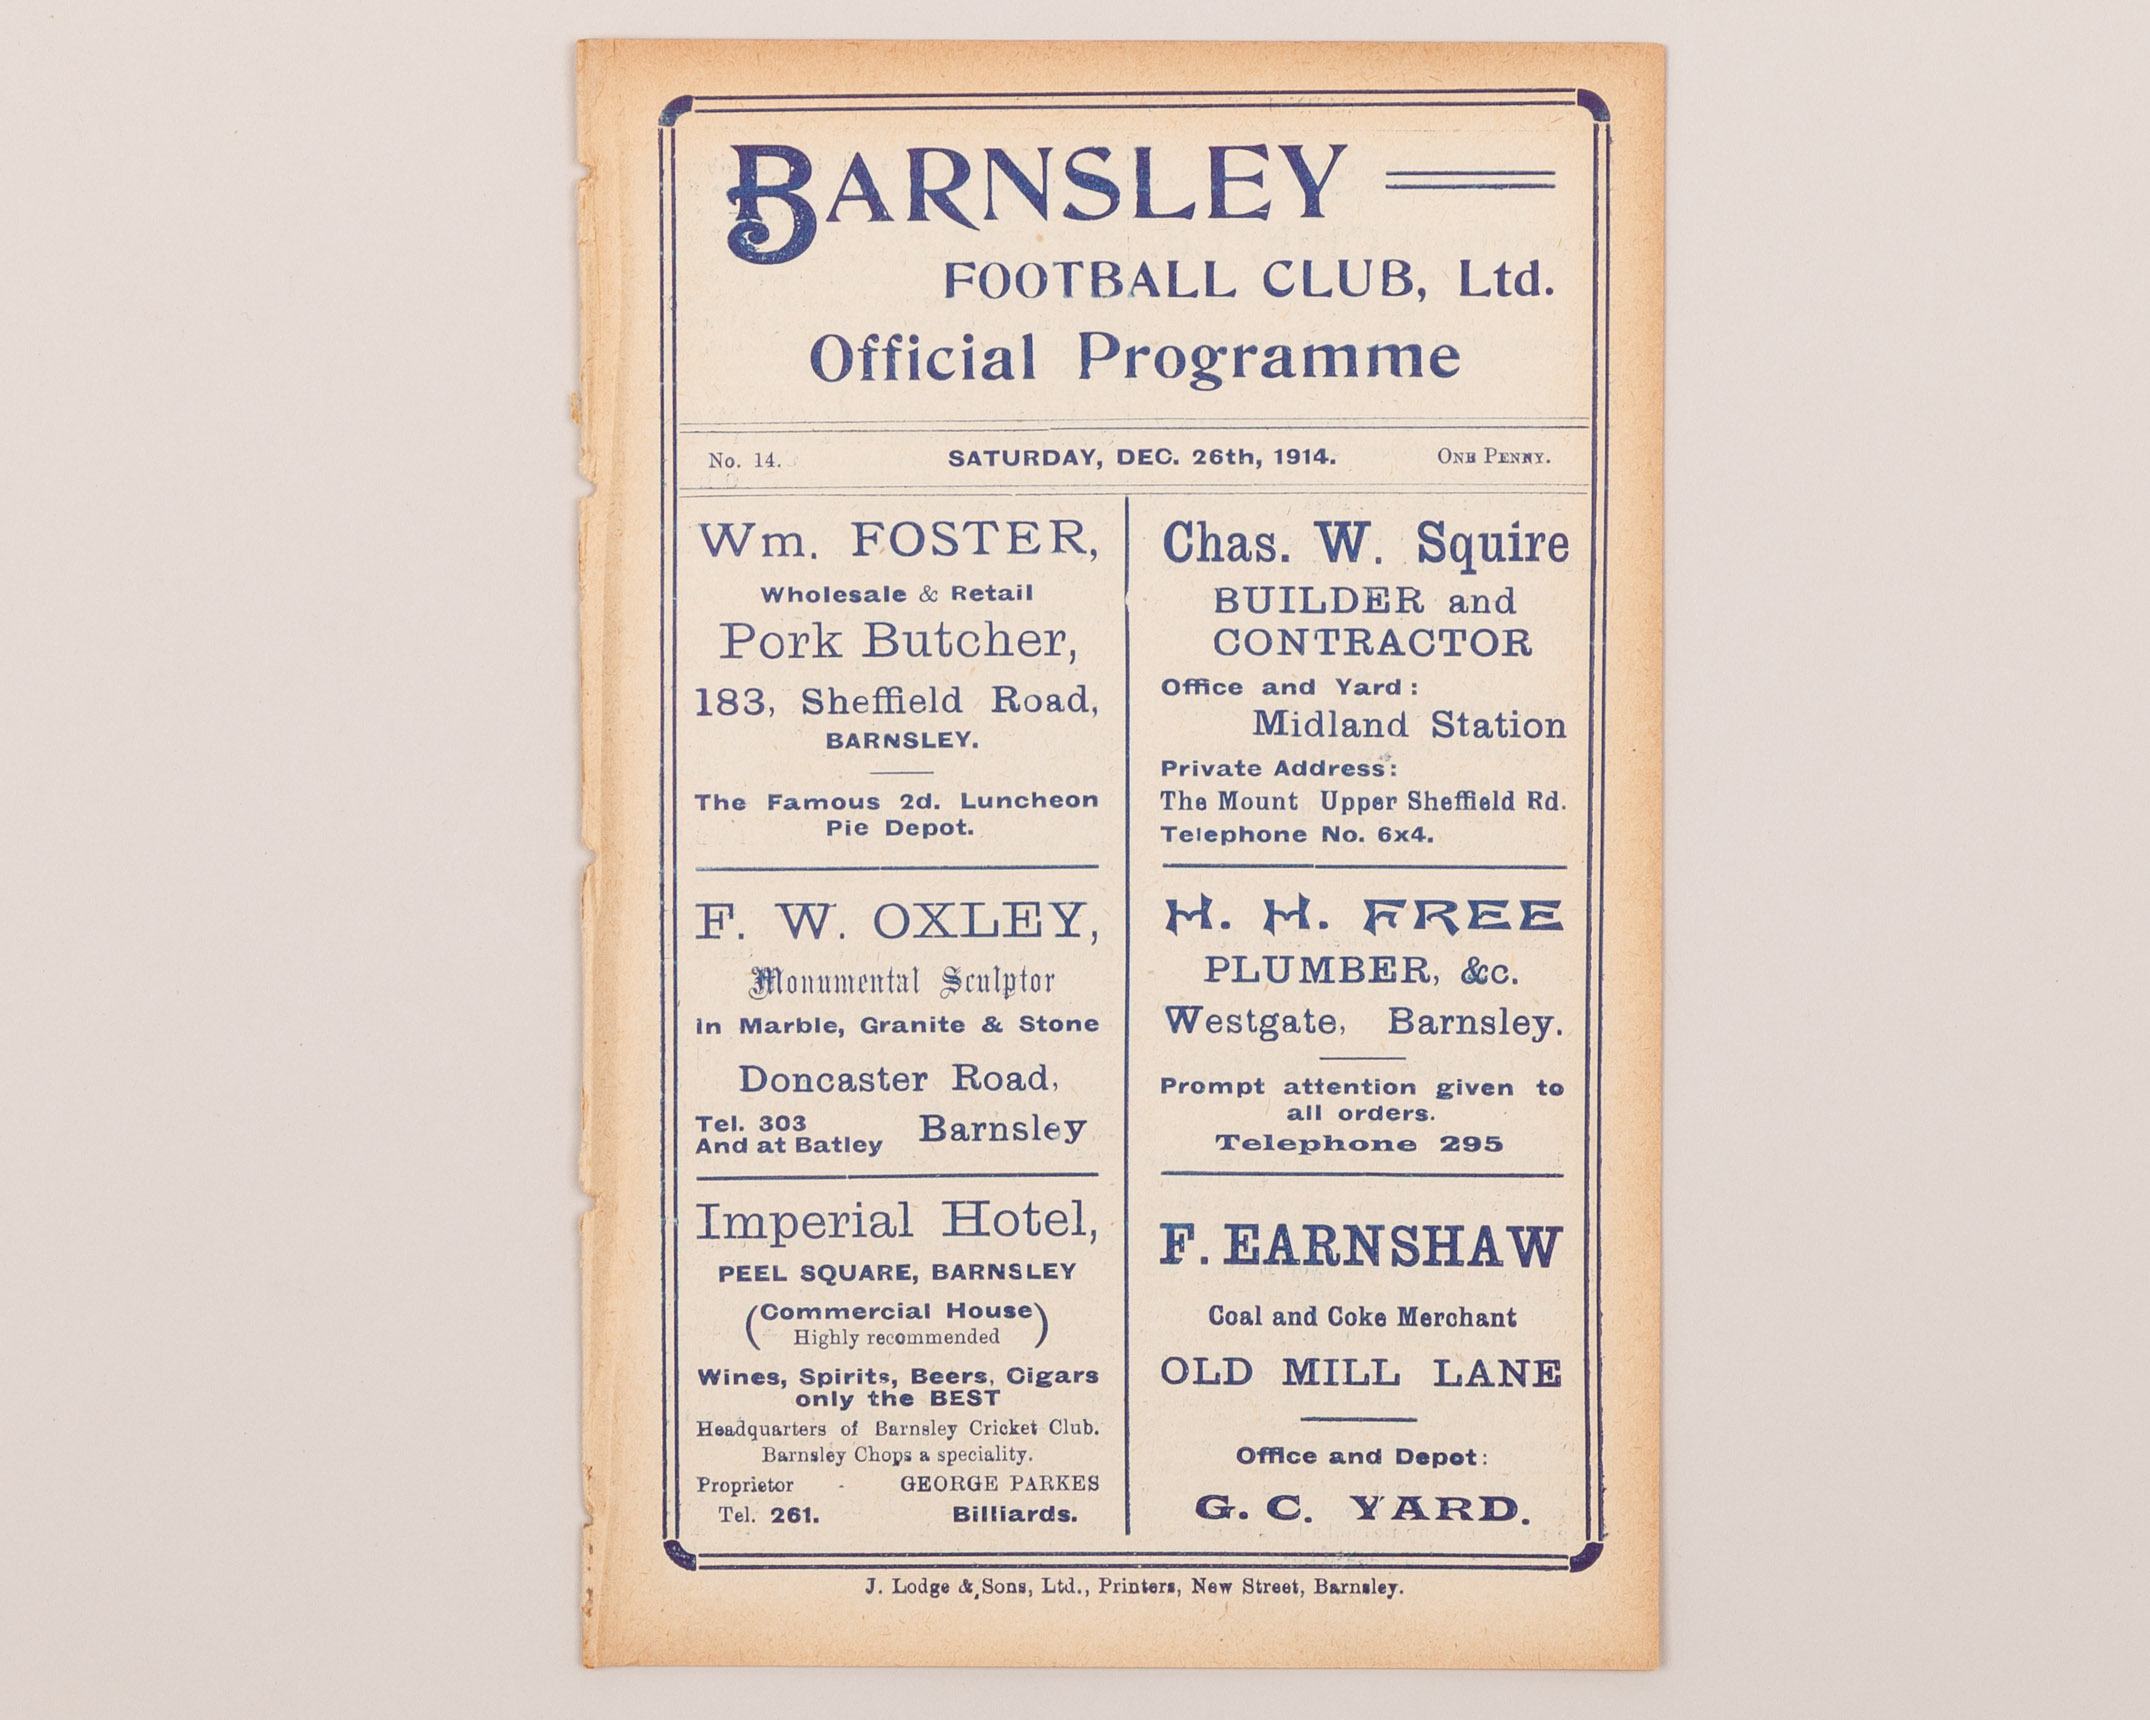 BARNSLEY
FOOTBALL CLUB, Ltd.
Official Programme
No. 14. SATURDAY, DEC. 26th, 1914. ONE PENNY.
Wm. FOSTER,
Wholesale & Retail
Pork Butcher,
183, Sheffield Road,
BARNSLEY.
The Famous 2d. Luncheon
Pie Depot.
F. W. OXLEY,
Monumental Sculptor
in Marble, Granite & Stone
Doncaster Road,
Tel. 303
And at Batley Barnsley
Imperial Hotel,
PEEL SQUARE, BARNSLEY
(Commercial House)
Highly recommended
Wines, Spirits, Beers, Cigars
only the BEST
Headquarters of Barnsley Cricket Club.
Barnsley Chops a speciality.
Proprietor - GEORGE PARKES
Tel. 261. Billiards.
Chas. W. Squire
BUILDER and
CONTRACTOR
Office and Yard:
Midland Station
Private Address:
The Mount Upper Sheffield Rd.
Telephone No. 6x4.
H. H. FREE
PLUMBER, &c.
Westgate, Barnsley.
Prompt attention given to
all orders.
Telephone 295
F. EARNSHAW
Coal and Coke Merchant
OLD MILL LANE
Office and Depot:
G. C. YARD.
J. Lodge & Sons, Ltd., Printers, New Street, Barnsley.